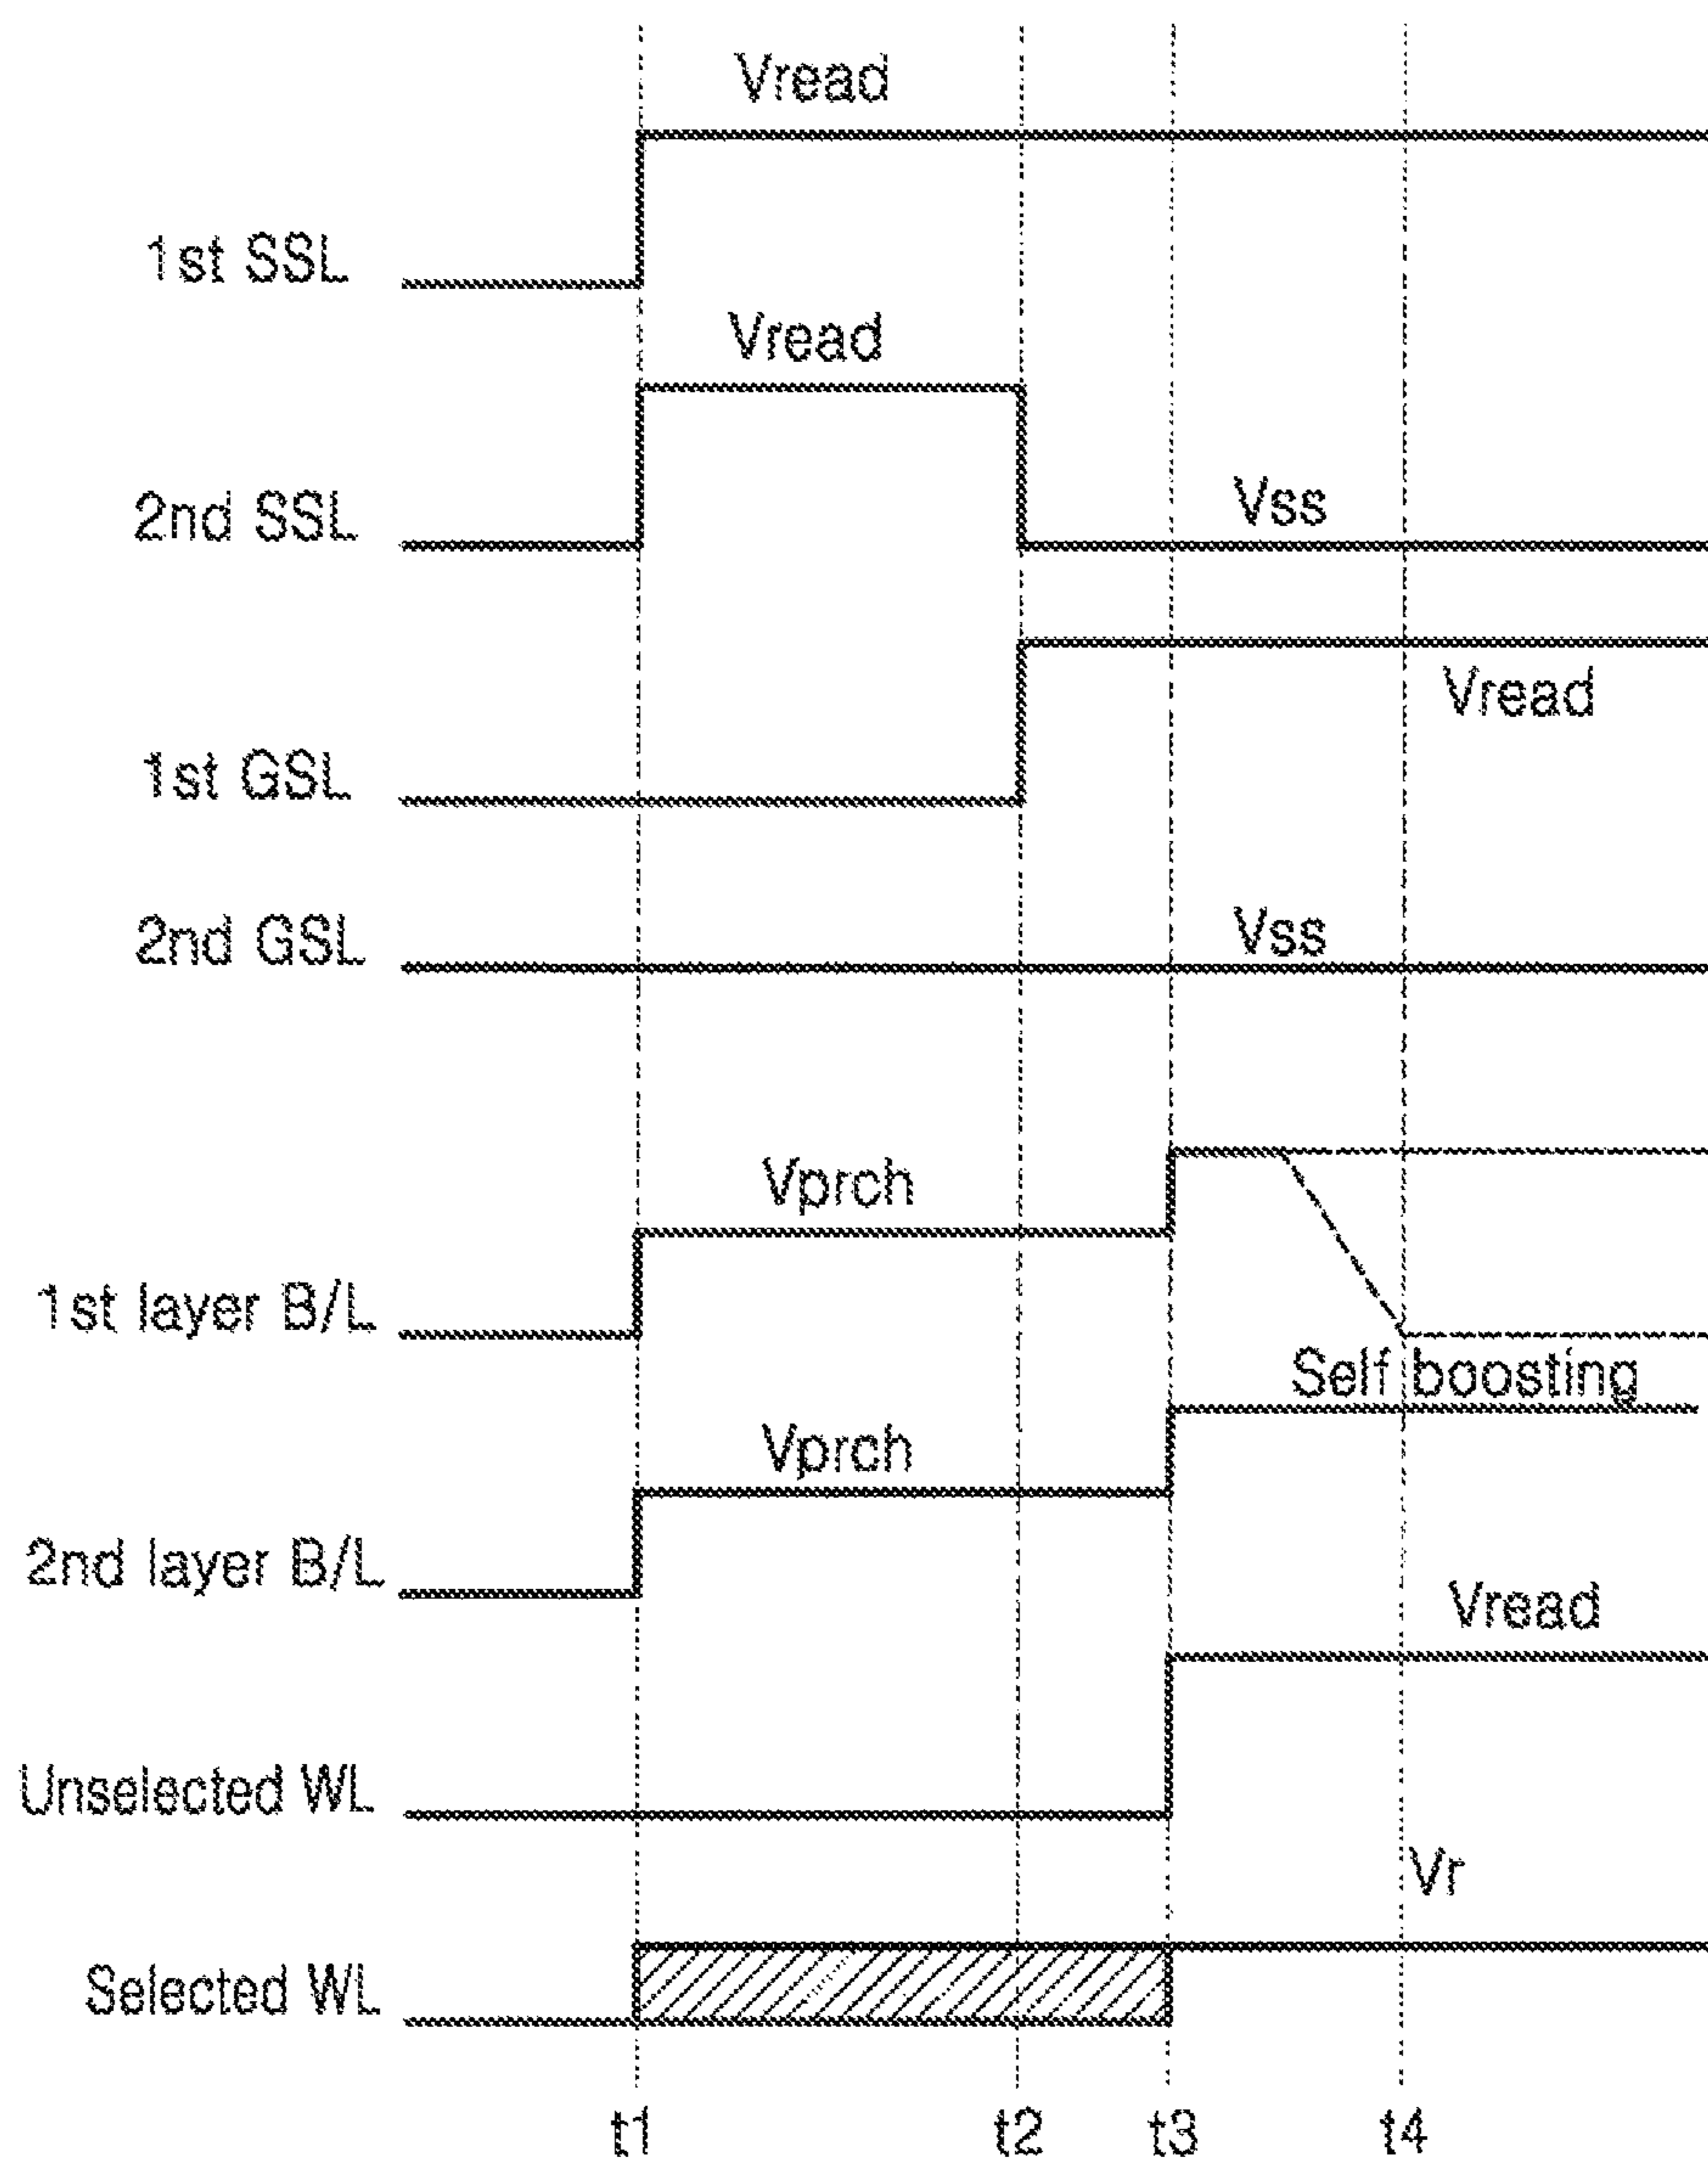 Vread
1st SSL
Vread
2nd SSL
Vss
Vread
1st GSL
2nd GSL
Vss
Vprch
1st layer B/L
Self boosting
Vprch
2nd layer B/L
Vread
Unselected WL
Vr
Selected WL
t1 t2 t3 t4